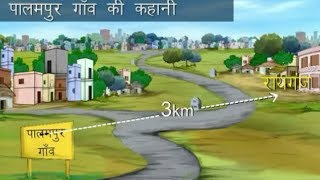 पालमपुर गाँव की कहानी
रायगंज
3km
पालमपुर
गाँव